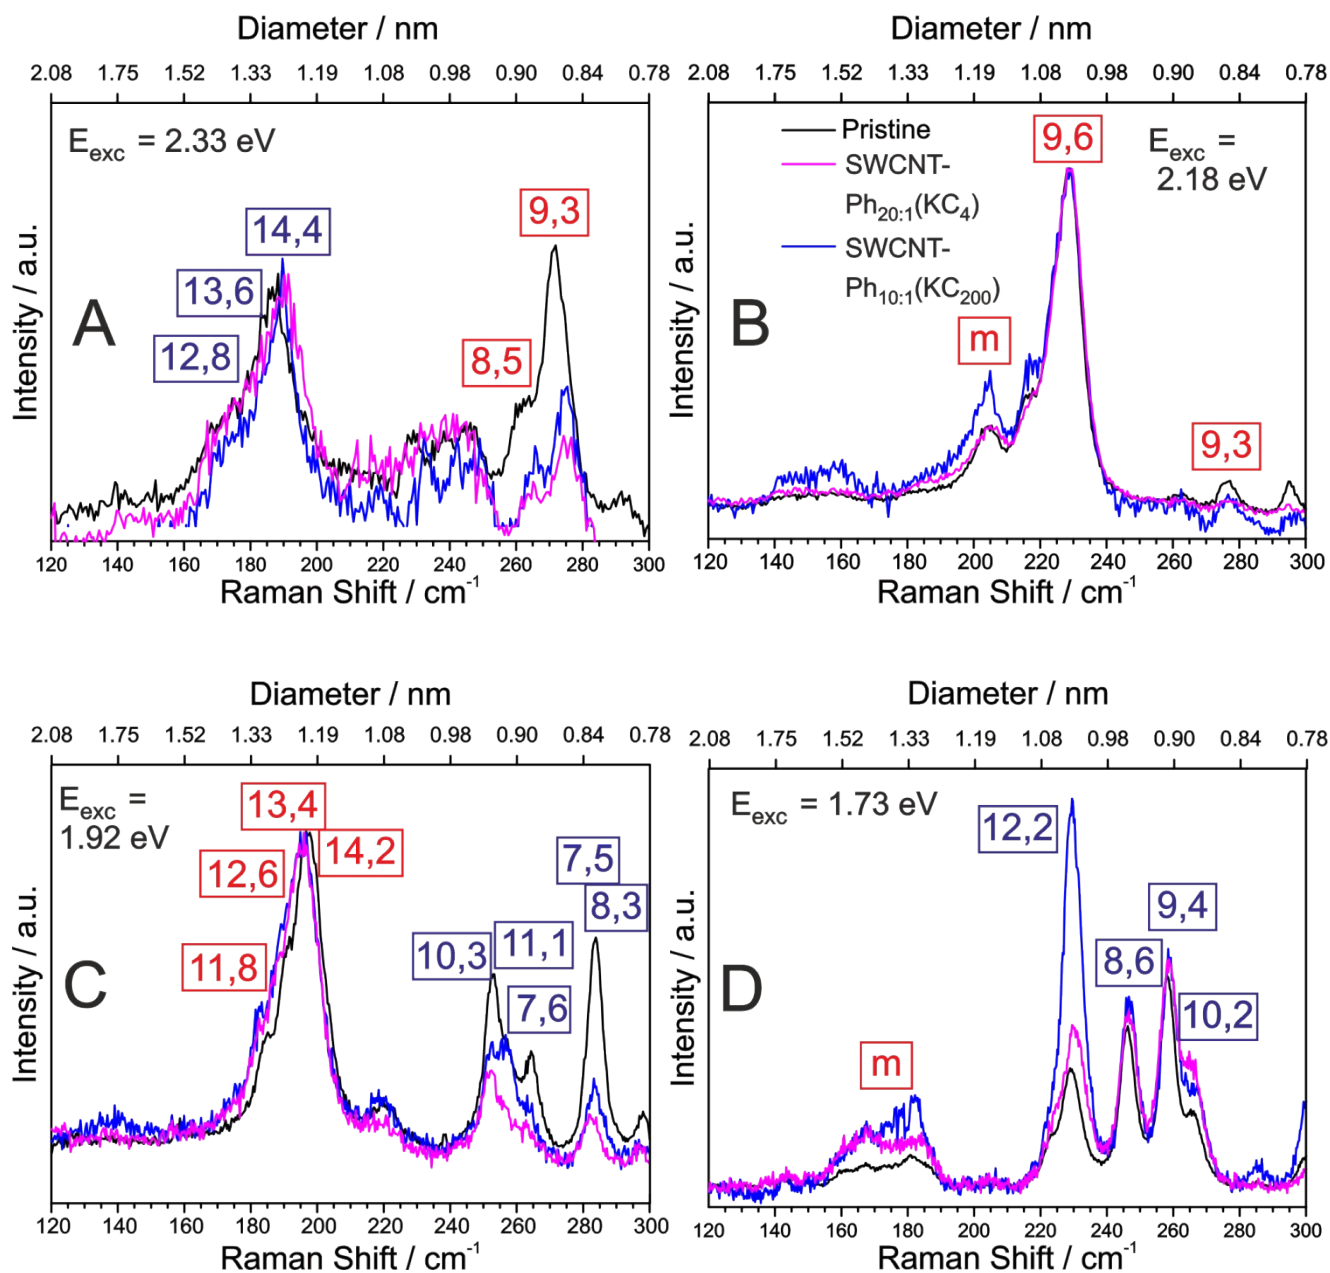 Diameter / nm
2.08 1.75 1.52 1.33 1.19 1.08 0.98 0.90 0.84 0.78
E_exc = 2.33 eV
9,3
14,4
13,6
12,8
8,5
A
Intensity / a.u.
120 140 160 180 200 220 240 260 280 300
Raman Shift / cm⁻¹
Diameter / nm
2.08 1.75 1.52 1.33 1.19 1.08 0.98 0.90 0.84 0.78
Pristine
SWCNT-
Ph_20:1(KC_4)
SWCNT-
Ph_10:1(KC_200)
9,6
E_exc =
2.18 eV
B
m
9,3
Intensity / a.u.
120 140 160 180 200 220 240 260 280 300
Raman Shift / cm⁻¹
Diameter / nm
2.08 1.75 1.52 1.33 1.19 1.08 0.98 0.90 0.84 0.78
E_exc =
1.92 eV
13,4
14,2
12,6
11,8
7,5
8,3
10,3
11,1
7,6
C
Intensity / a.u.
120 140 160 180 200 220 240 260 280 300
Raman Shift / cm⁻¹
Diameter / nm
2.08 1.75 1.52 1.33 1.19 1.08 0.98 0.90 0.84 0.78
E_exc = 1.73 eV
12,2
9,4
8,6
10,2
D
m
Intensity / a.u.
120 140 160 180 200 220 240 260 280 300
Raman Shift / cm⁻¹